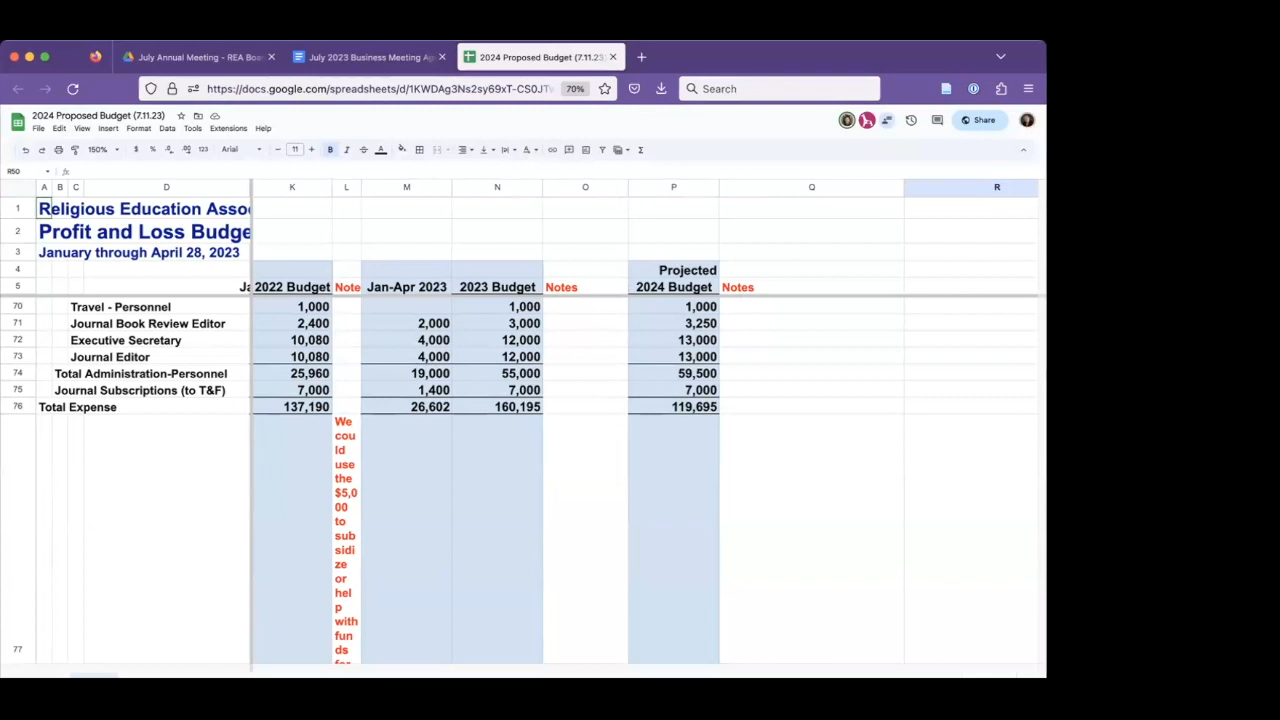 July Annual Meeting - REA Boa
July 2023 Business Meeting Ag
2024 Proposed Budget (7.11.23)
https://docs.google.com/spreadsheets/d/1KWDAg3Ns2sy69xT-CS0JTw
70%
Search
2024 Proposed Budget (7.11.23)
File Edit View Insert Format Data Tools Extensions Help
Share
150% $ % .0 .00 123 Arial 11 B I S A Σ
R50 fx
A B C D K L M N O P Q R
1 Religious Education Asso
2 Profit and Loss Budge
3 January through April 28, 2023
4 Projected
5 Ja 2022 Budget Note Jan-Apr 2023 2023 Budget Notes 2024 Budget Notes
70 Travel - Personnel 1,000 1,000 1,000
71 Journal Book Review Editor 2,400 2,000 3,000 3,250
72 Executive Secretary 10,080 4,000 12,000 13,000
73 Journal Editor 10,080 4,000 12,000 13,000
74 Total Administration-Personnel 25,960 19,000 55,000 59,500
75 Journal Subscriptions (to T&F) 7,000 1,400 7,000 7,000
76 Total Expense 137,190 26,602 160,195 119,695
We
cou
ld
use
the
$5,0
00
to
sub
sidi
ze
or
hel
p
with
fun
ds
for
77